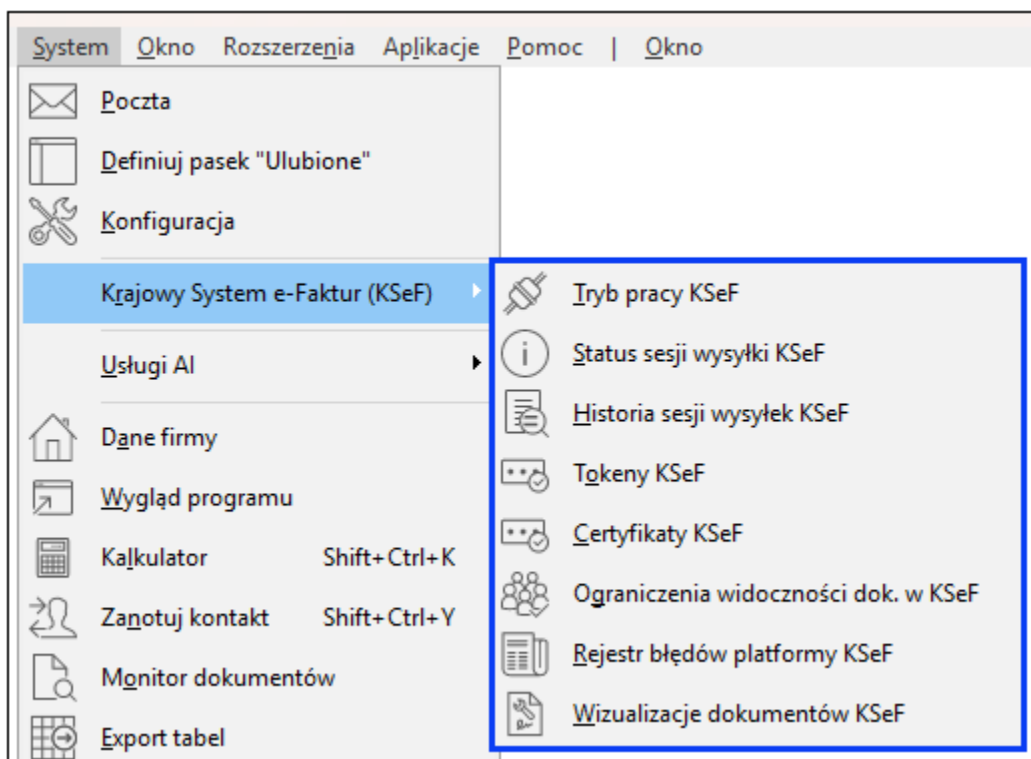 System Okno Rozszerzenia Aplikacje Pomoc | Okno
Poczta
Definiuj pasek "Ulubione"
Konfiguracja
Krajowy System e-Faktur (KSeF)
Usługi AI
Dane firmy
Wygląd programu
Kalkulator Shift+Ctrl+K
Zanotuj kontakt Shift+Ctrl+Y
Monitor dokumentów
Export tabel
Tryb pracy KSeF
Status sesji wysyłki KSeF
Historia sesji wysyłek KSeF
Tokeny KSeF
Certyfikaty KSeF
Ograniczenia widoczności dok. w KSeF
Rejestr błędów platformy KSeF
Wizualizacje dokumentów KSeF